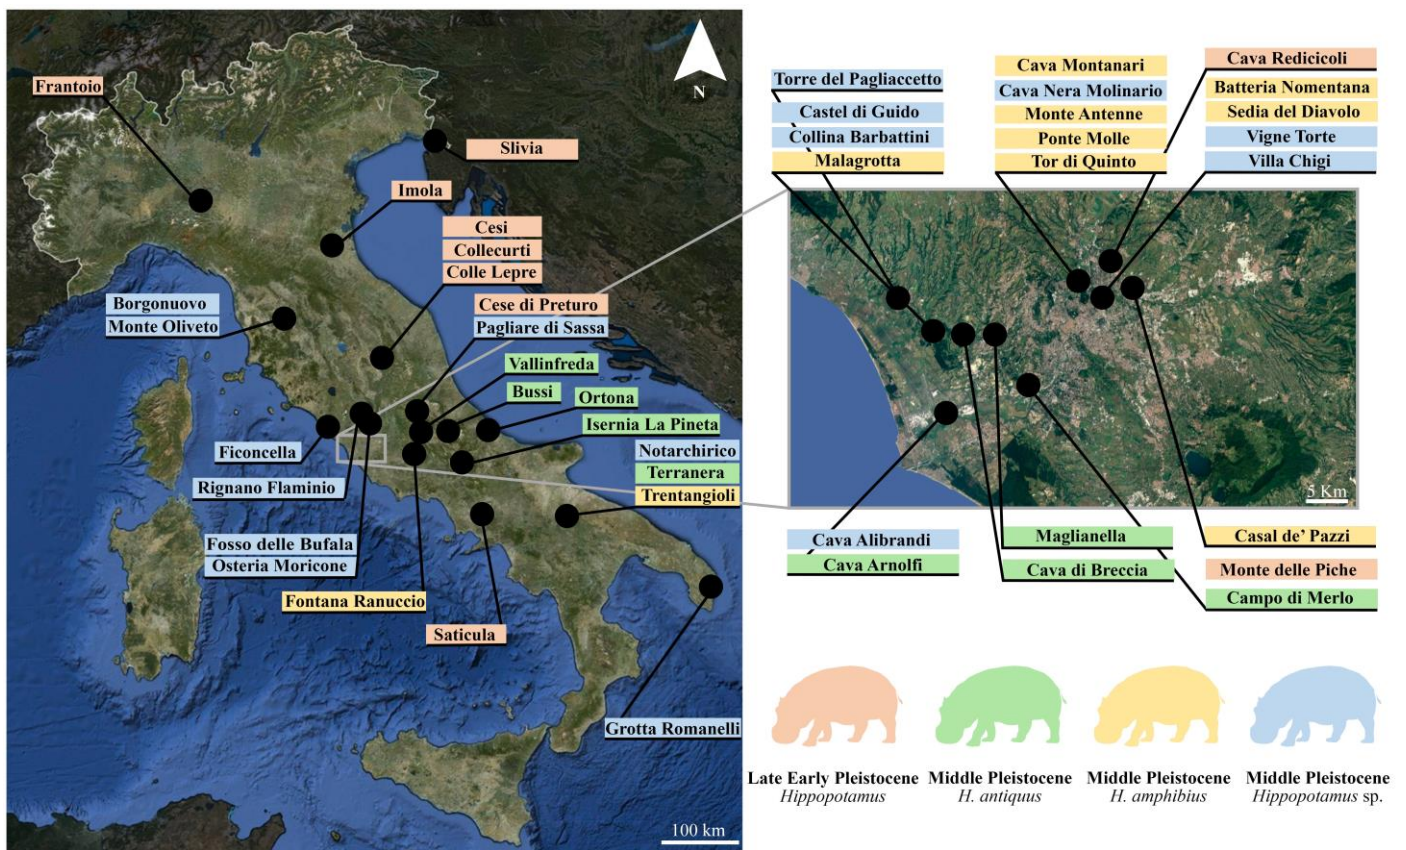 Frantoio
N
Slivia
Imola
Cesi
Collecurti
Colle Lepre
Borgonuovo
Monte Oliveto
Cese di Preturo
Pagliare di Sassa
Vallinfreda
Bussi
Ortona
Isernia La Pineta
Ficoncella
Notarchirico
Terranera
Trentangioli
Rignano Flaminio
Fosso delle Bufala
Osteria Moricone
Fontana Ranuccio
Saticula
Grotta Romanelli
100 km
Torre del Pagliaccetto
Castel di Guido
Collina Barbattini
Malagrotta
Cava Montanari
Cava Nera Molinario
Monte Antenne
Ponte Molle
Tor di Quinto
Cava Redicicoli
Batteria Nomentana
Sedia del Diavolo
Vigne Torte
Villa Chigi
5 Km
Cava Alibrandi
Cava Arnolfi
Maglianella
Cava di Breccia
Casal de’ Pazzi
Monte delle Piche
Campo di Merlo
Late Early Pleistocene
Hippopotamus
Middle Pleistocene
H. antiquus
Middle Pleistocene
H. amphibius
Middle Pleistocene
Hippopotamus sp.